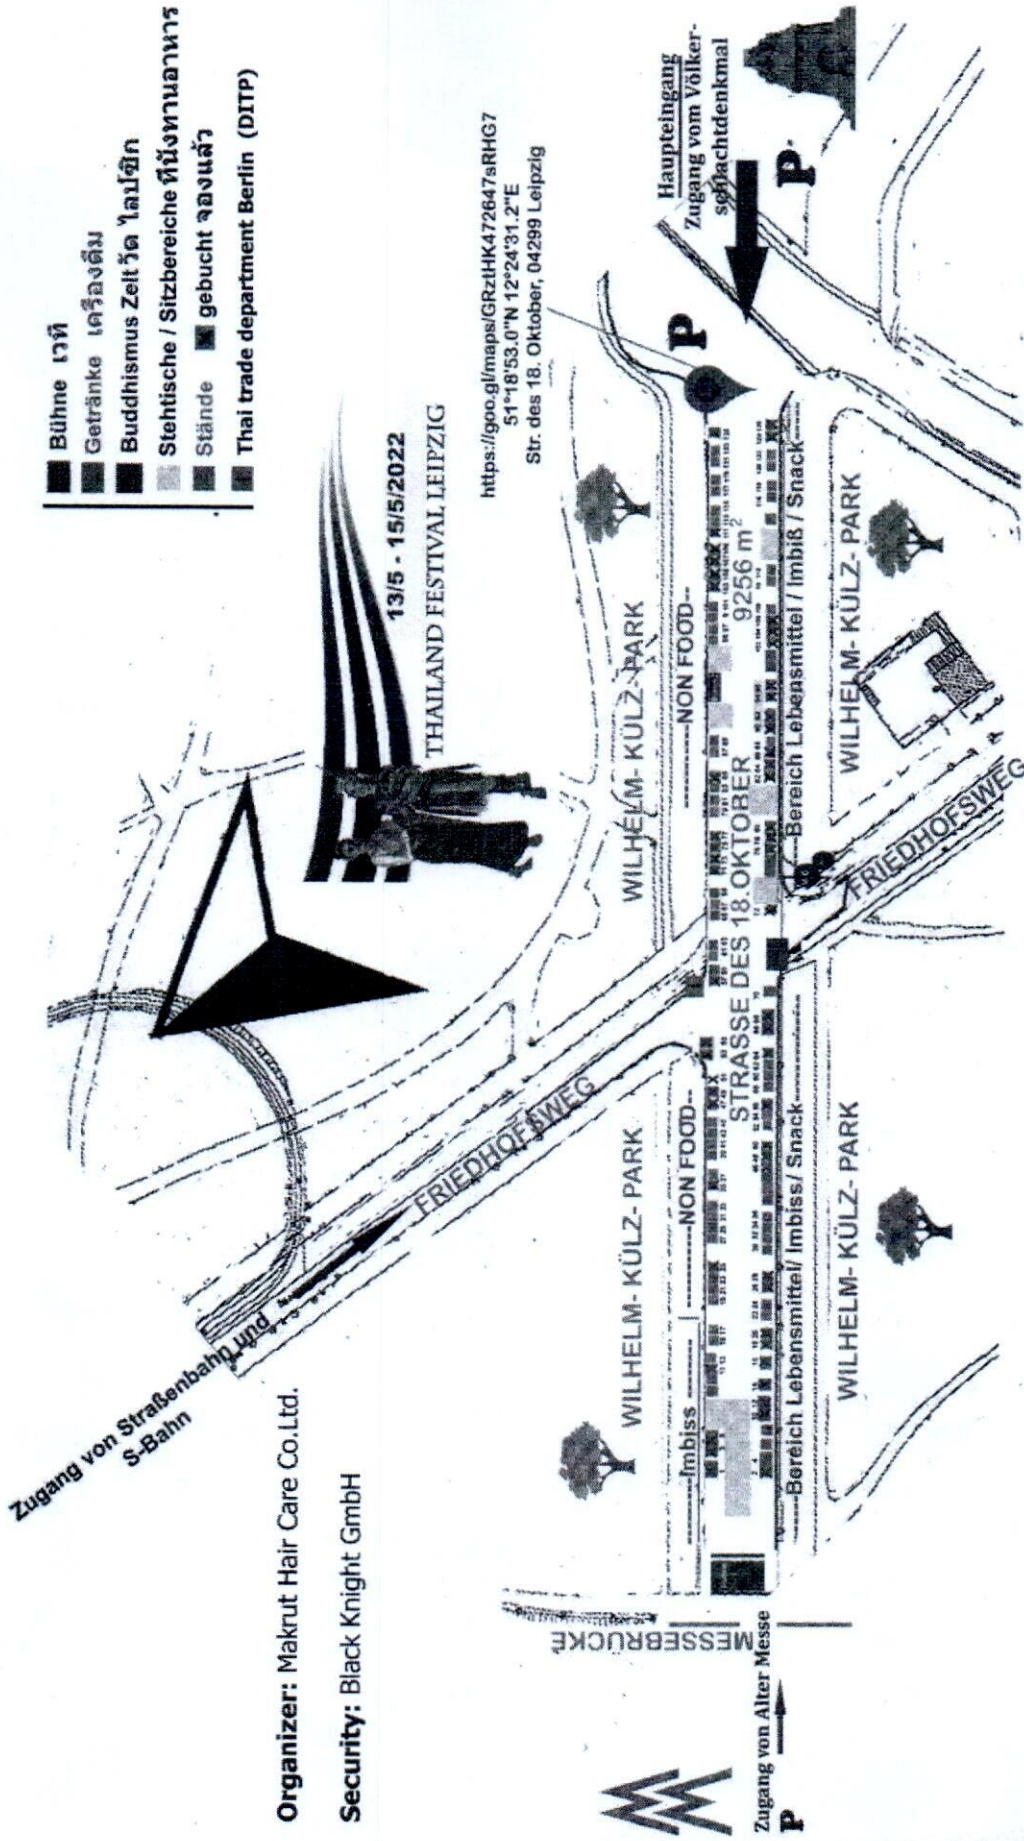 Bühne เวที
Getränke เครื่องดื่ม
Buddhismus Zelt วัด ไลป์ซิก
Stehtische / Sitzbereiche ที่นั่งทานอาหาร
Stände gebucht จองแล้ว
Thai trade department Berlin (DITP)
13/5 - 15/5/2022
THAILAND FESTIVAL LEIPZIG
https://goo.gl/maps/GRztHK472647sRHG7
51°18'53.0"N 12°24'31.2"E
Str. des 18. Oktober, 04299 Leipzig
Haupteingang
Zugang vom Völker-
schlachtdenkmal
P
P
Zugang von Straßenbahn und
S-Bahn
Organizer: Makrut Hair Care Co.Ltd.
Security: Black Knight GmbH
FRIEDHOFSWEG
WILHELM- KÜLZ- PARK
WILHELM- KÜLZ- PARK
-------Imbiss -------
--------NON FOOD--
---------NON FOOD--
STRASSE DES 18.OKTOBER
9256 m²
----Bereich Lebensmittel/ Imbiss/ Snack----------
---Bereich Lebensmittel / Imbiß / Snack----
WILHELM- KÜLZ- PARK
WILHELM- KÜLZ- PARK
FRIEDHOFSWEG
MESSEBRÜCKE
Zugang von Alter Messe
P